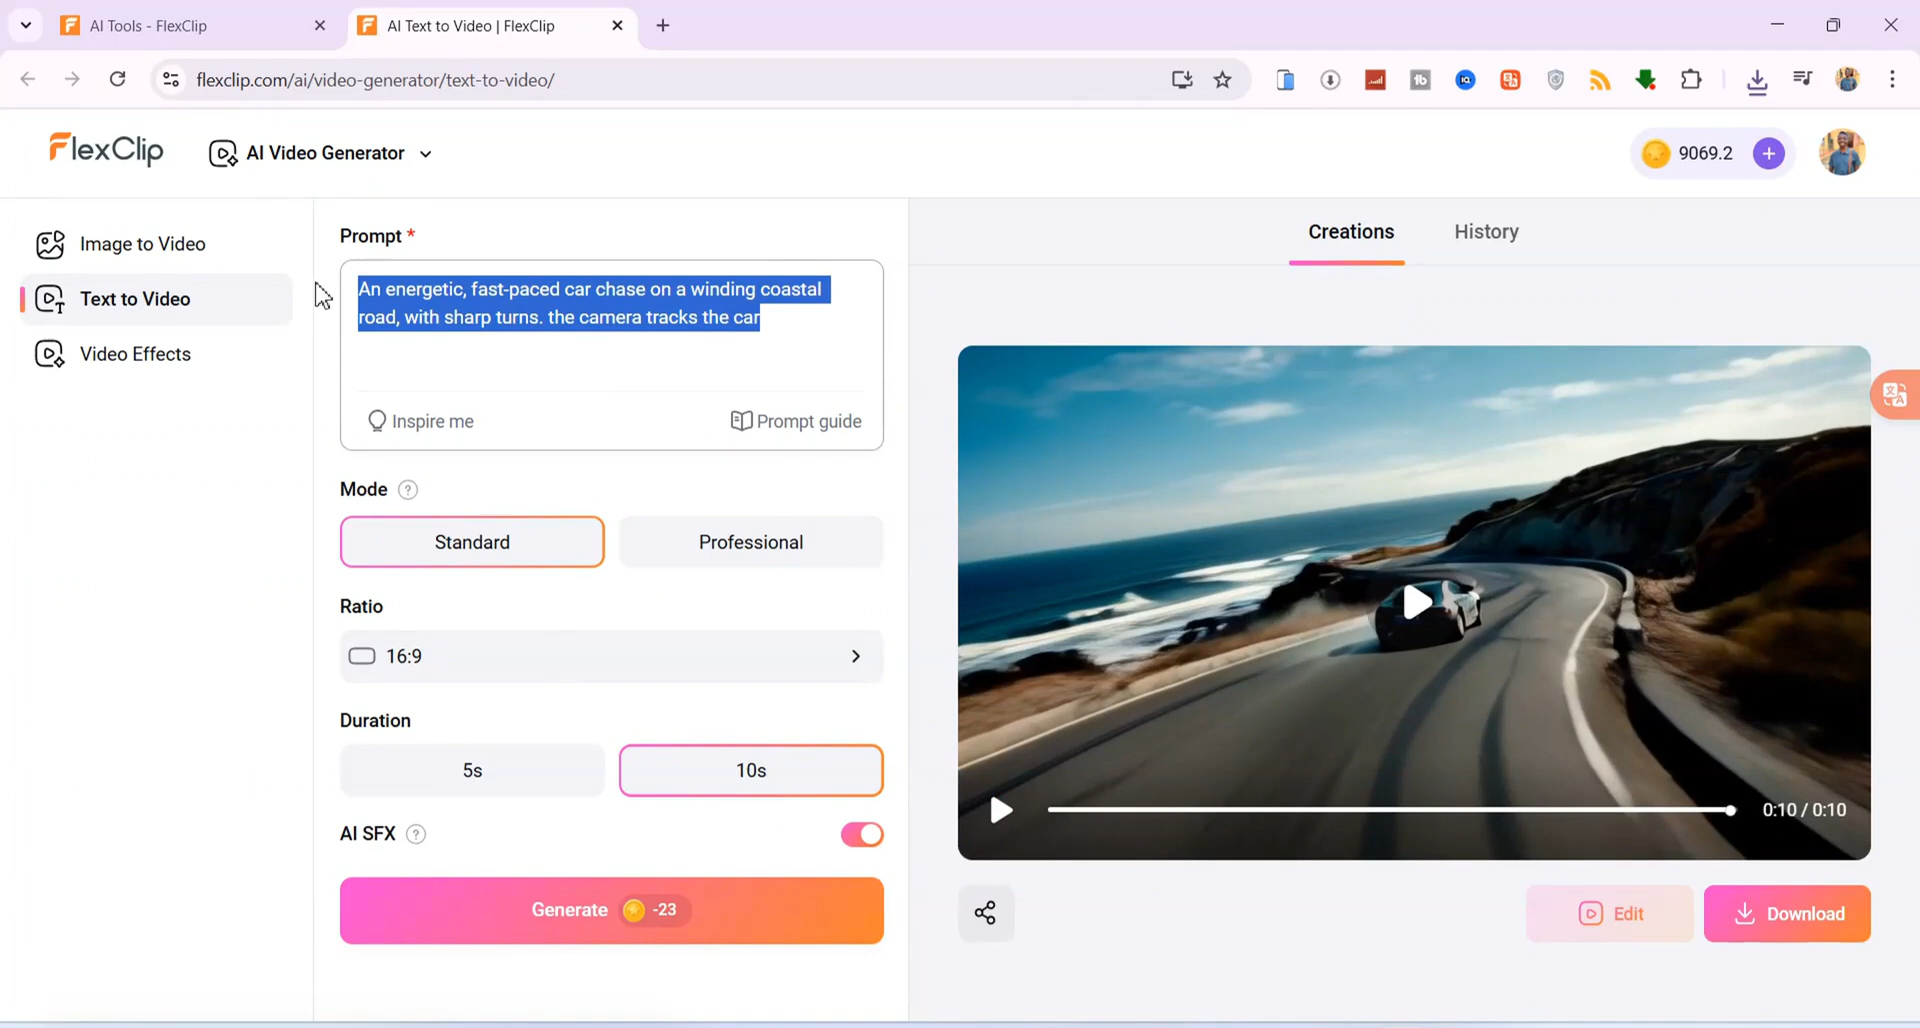 AI Tools - FlexClip
AI Text to Video | FlexClip
flexclip.com/ai/video-generator/text-to-video/
FlexClip
AI Video Generator
9069.2
Image to Video
Text to Video
Video Effects
Prompt *
An energetic, fast-paced car chase on a winding coastal
road, with sharp turns. the camera tracks the car
Inspire me
Prompt guide
Mode ?
Standard
Professional
Ratio
16:9
Duration
5s
10s
AI SFX ?
Generate -23
Creations
History
0:10 / 0:10
Edit
Download